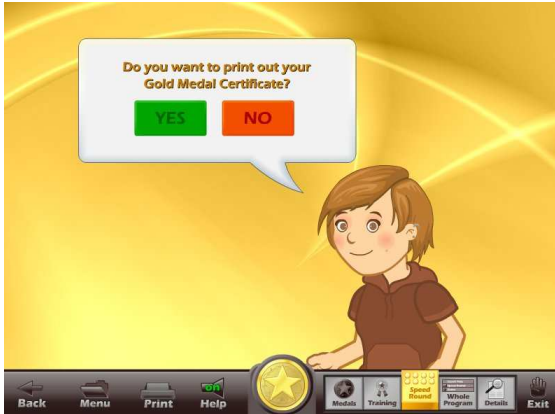 Do you want to print out your
Gold Medal Certificate?
YES NO
on
Back Menu Print Help Medals Training Speed Round Whole Program Details Exit